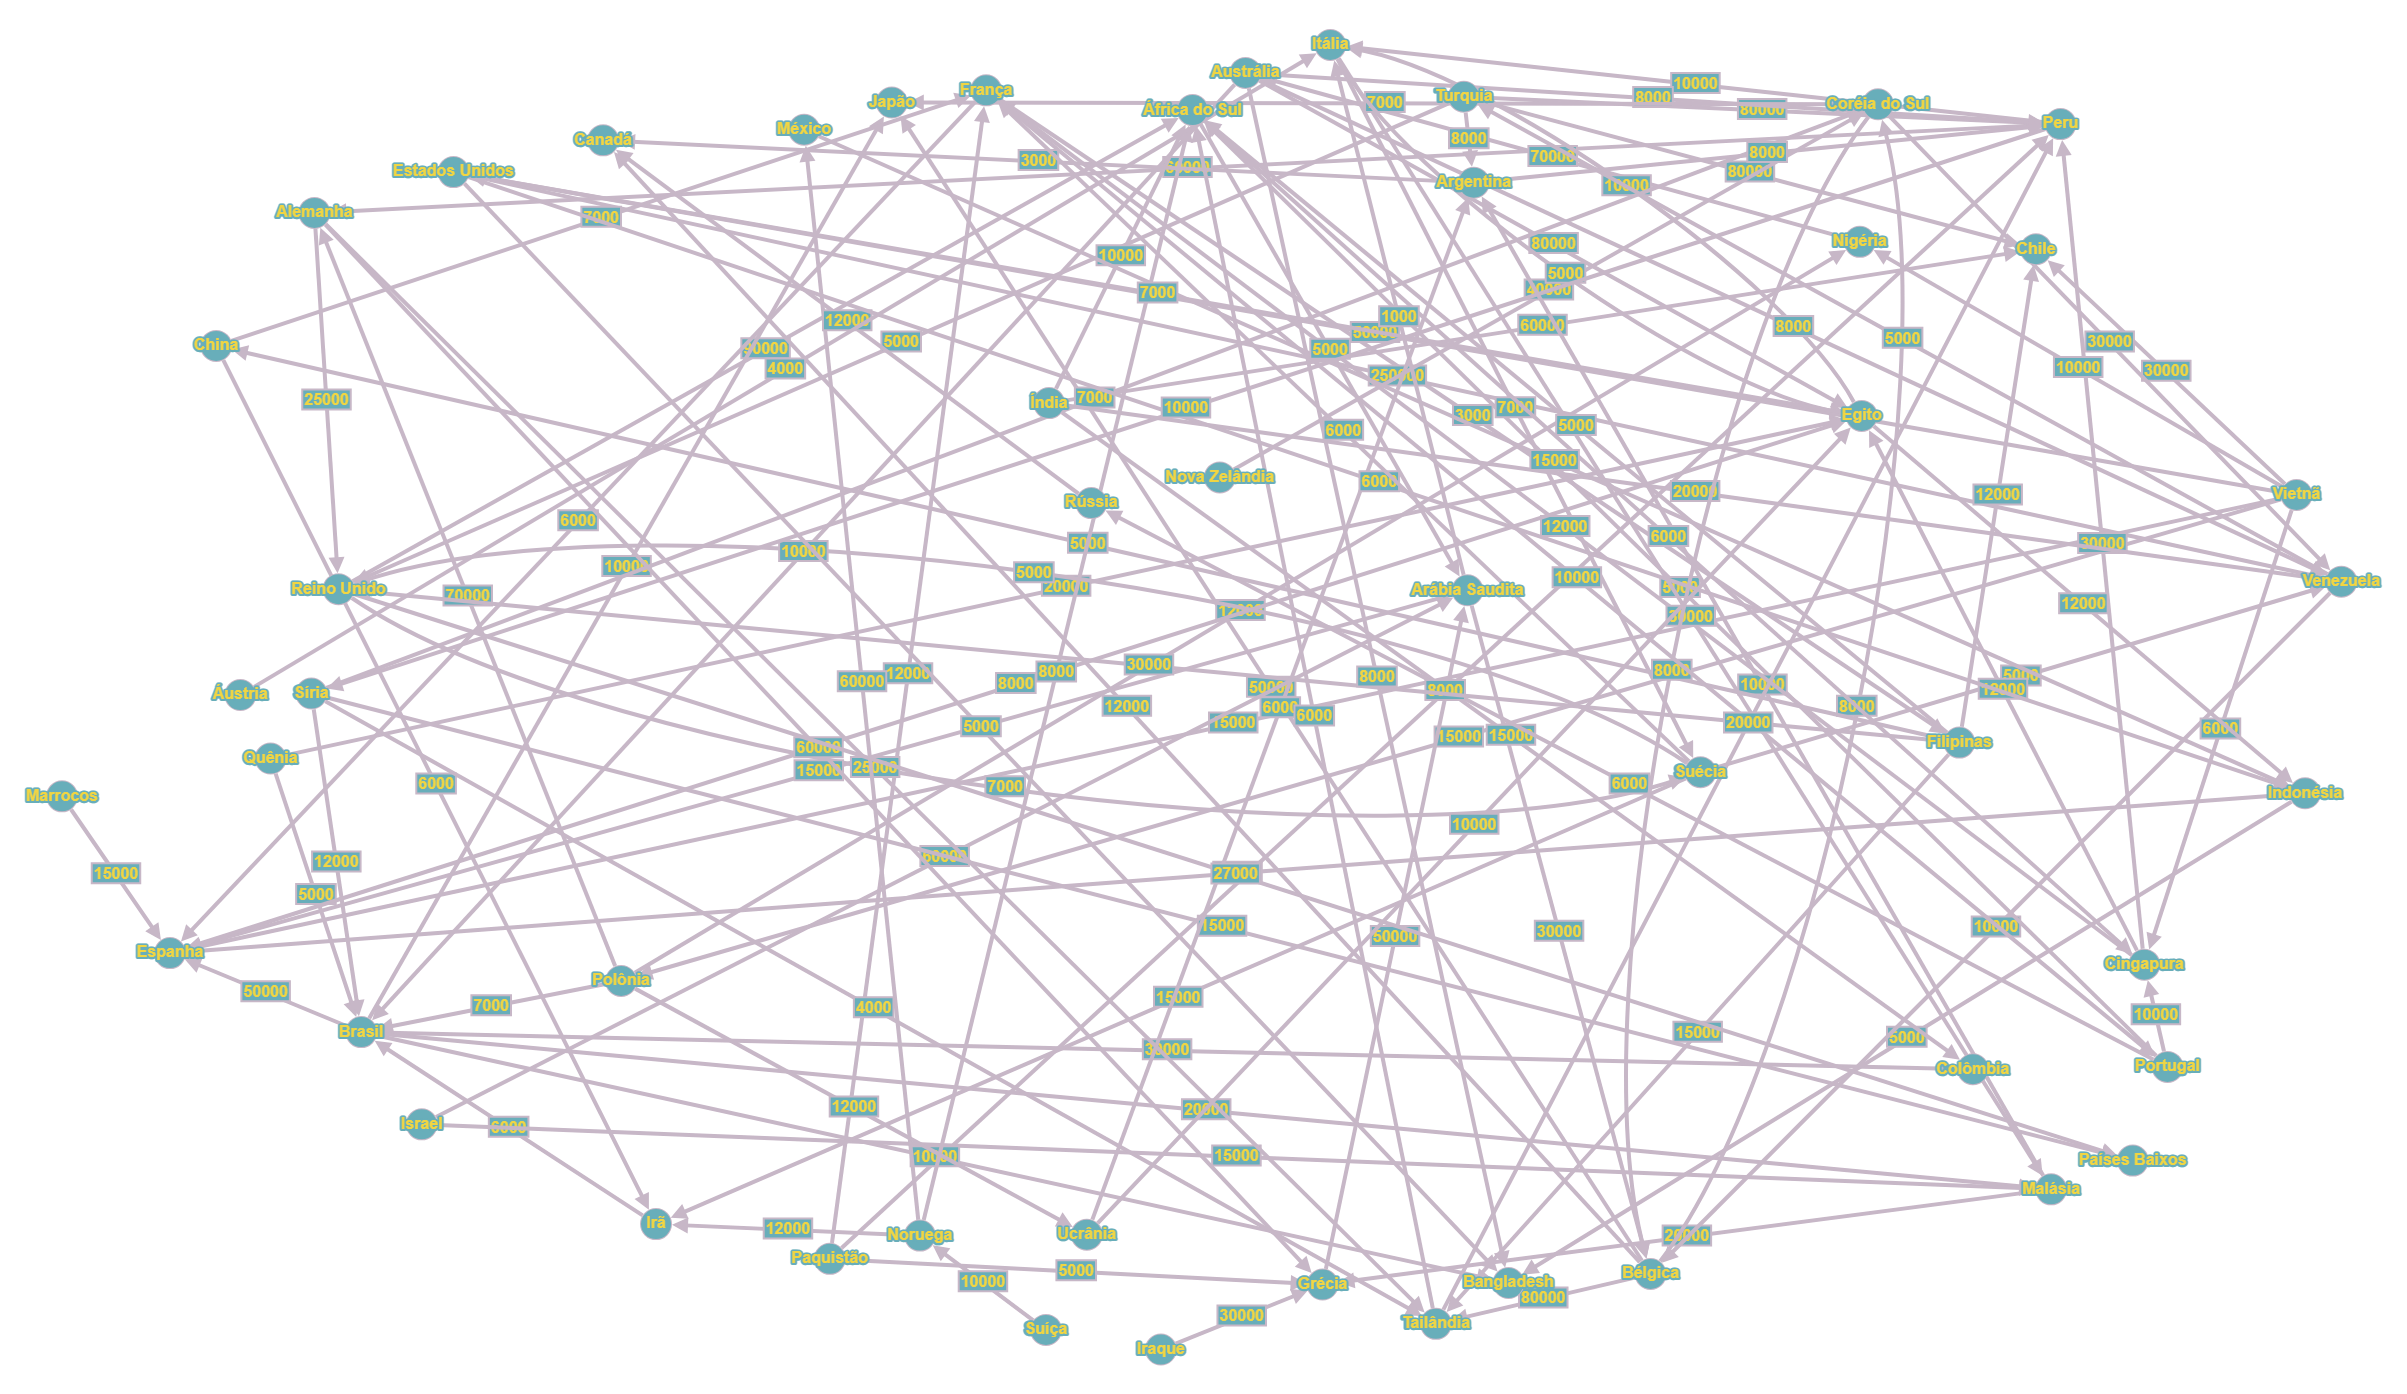 Itália
Austrália
10000
França
Turquia
8000
Japão
7000
Coréia do Sul
África do Sul
80000
Peru
México
Canadá
8000
3000
70000
8000
Estados Unidos
80000
Argentina
10000
Alemanha
7000
Nigéria
80000
Chile
10000
5000
7000
12000
60000
1000
8000
China
5000
5000
5000
30000
4000
10000
30000
250000
25000
Índia
7000
10000
3000
7000
Egito
6000
5000
15000
Nova Zelândia
6000
20000
12000
Vietnã
Rússia
6000
12000
5000
6000
30000
10000
10000
5000
10000
Venezuela
20000
Reino Unido
Arábia Saudita
5000
70000
12000
12000
30000
30000
8000
8000
12000
8000
60000
8000
5000
10000
12000
Áustria
Síria
50000
8000
6000
12000
8000
6000
5000
15000
20000
6000
15000
15000
Filipinas
60000
Quênia
15000
25000
Suécia
6000
7000
6000
Indonésia
Marrocos
10000
60000
12000
15000
27000
5000
15000
10000
30000
50000
Espanha
Cingapura
Polônia
50000
15000
7000
4000
10000
Brasil
15000
5000
30000
Colômbia
Portugal
12000
20000
Israel
6000
10000
15000
Países Baixos
Malásia
Irã
12000
Noruega
Ucrânia
20000
Paquistão
5000
Bélgica
10000
Grécia
Bangladesh
80000
30000
Tailândia
Suíça
Iraque